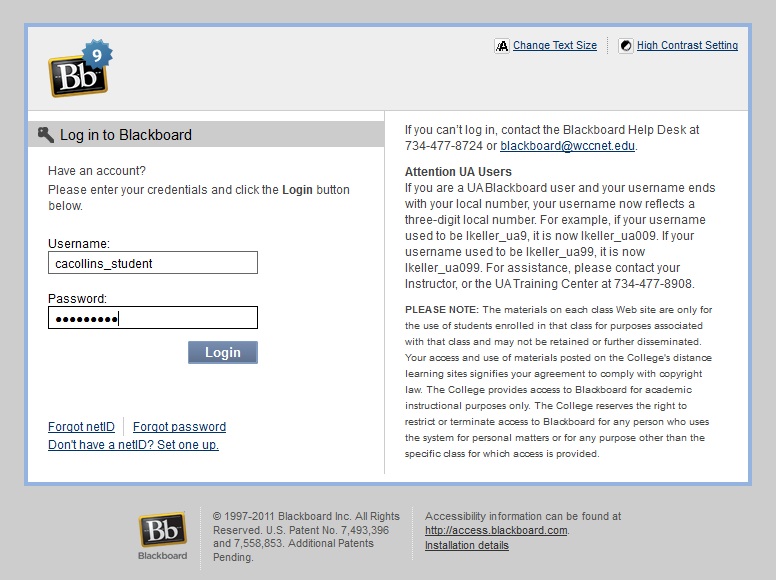 Bb 9
Change Text Size
High Contrast Setting
Log in to Blackboard
Have an account?
Please enter your credentials and click the Login button
below.
Username:
cacollins_student
Password:
●●●●●●●●●
Login
Forgot netID
Forgot password
Don't have a netID? Set one up.
If you can't log in, contact the Blackboard Help Desk at
734-477-8724 or blackboard@wccnet.edu.
Attention UA Users
If you are a UA Blackboard user and your username ends
with your local number, your username now reflects a
three-digit local number. For example, if your username
used to be lkeller_ua9, it is now lkeller_ua009. If your
username used to be lkeller_ua99, it is now
lkeller_ua099. For assistance, please contact your
Instructor, or the UA Training Center at 734-477-8908.
PLEASE NOTE: The materials on each class Web site are only for
the use of students enrolled in that class for purposes associated
with that class and may not be retained or further disseminated.
Your access and use of materials posted on the College's distance
learning sites signifies your agreement to comply with copyright
law. The College provides access to Blackboard for academic
instructional purposes only. The College reserves the right to
restrict or terminate access to Blackboard for any person who uses
the system for personal matters or for any purpose other than the
specific class for which access is provided.
Bb
Blackboard
© 1997-2011 Blackboard Inc. All Rights
Reserved. U.S. Patent No. 7,493,396
and 7,558,853. Additional Patents
Pending.
Accessibility information can be found at
http://access.blackboard.com.
Installation details